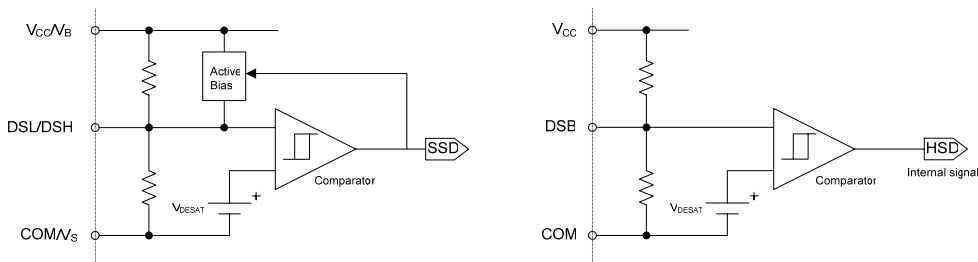 VCC/VB
Active
Bias
DSL/DSH
SSD
Comparator
+
VDESAT
COM/VS
VCC
DSB
HSD
Internal signal
Comparator
+
VDESAT
COM